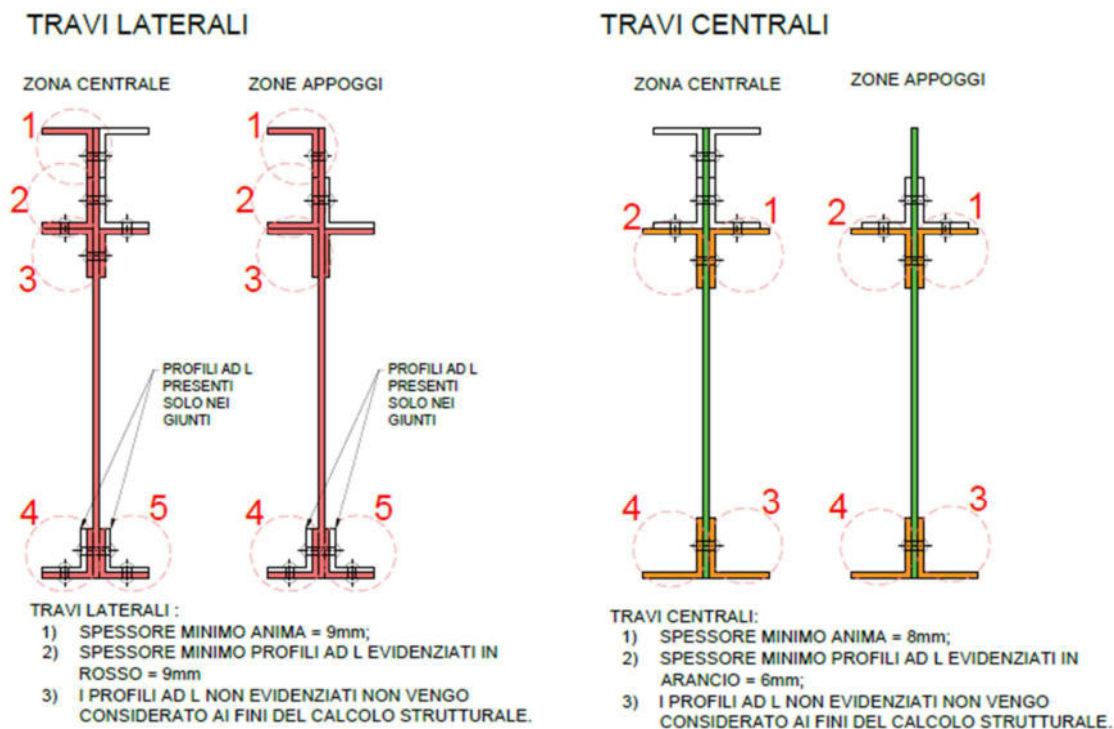 TRAVI LATERALI
ZONA CENTRALE
ZONE APPOGGI
1
2
3
1
2
3
PROFILI AD L
PRESENTI
SOLO NEI
GIUNTI
PROFILI AD L
PRESENTI
SOLO NEI
GIUNTI
4
5
4
5
TRAVI LATERALI :
1) SPESSORE MINIMO ANIMA = 9mm;
2) SPESSORE MINIMO PROFILI AD L EVIDENZIATI IN
ROSSO = 9mm
3) I PROFILI AD L NON EVIDENZIATI NON VENGO
CONSIDERATO AI FINI DEL CALCOLO STRUTTURALE.
TRAVI CENTRALI
ZONA CENTRALE
ZONE APPOGGI
2
1
2
1
4
3
4
3
TRAVI CENTRALI:
1) SPESSORE MINIMO ANIMA = 8mm;
2) SPESSORE MINIMO PROFILI AD L EVIDENZIATI IN
ARANCIO = 6mm;
3) I PROFILI AD L NON EVIDENZIATI NON VENGO
CONSIDERATO AI FINI DEL CALCOLO STRUTTURALE.